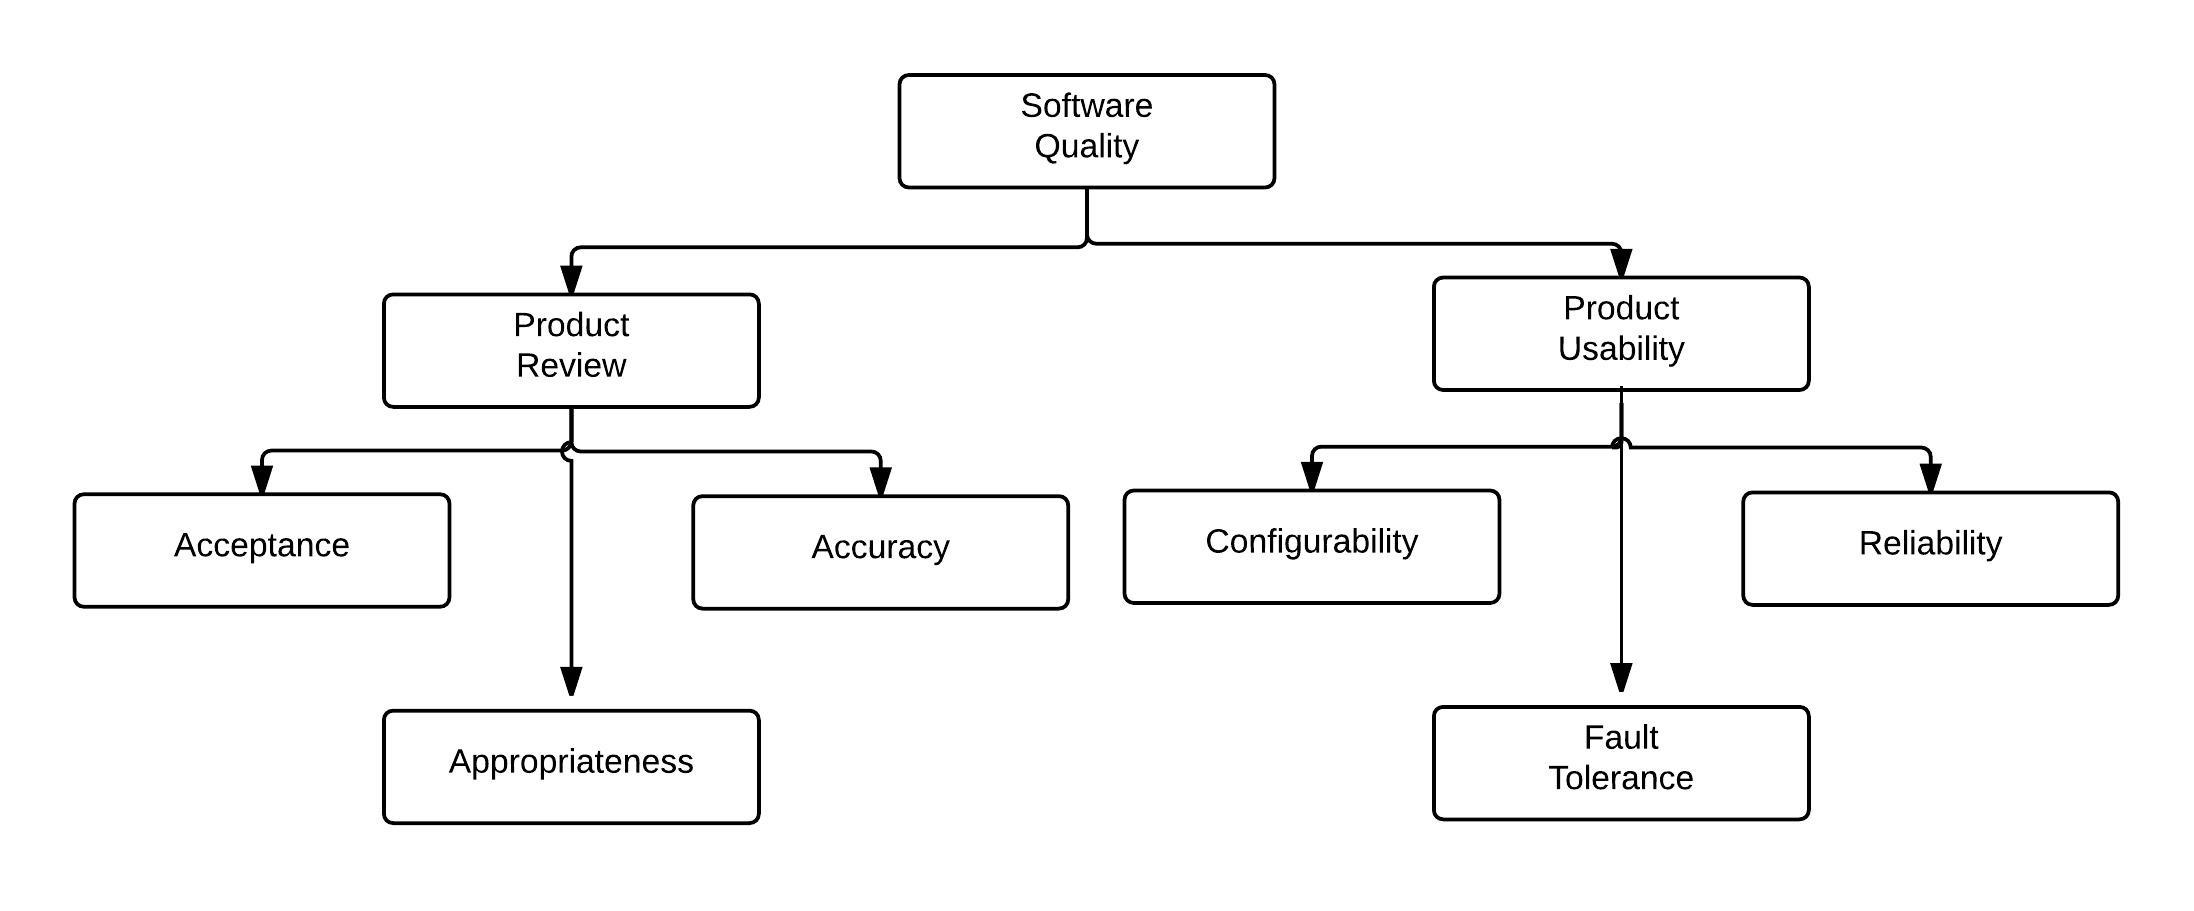 Software
Quality
Product
Review
Product
Usability
Acceptance
Accuracy
Configurability
Reliability
Appropriateness
Fault
Tolerance